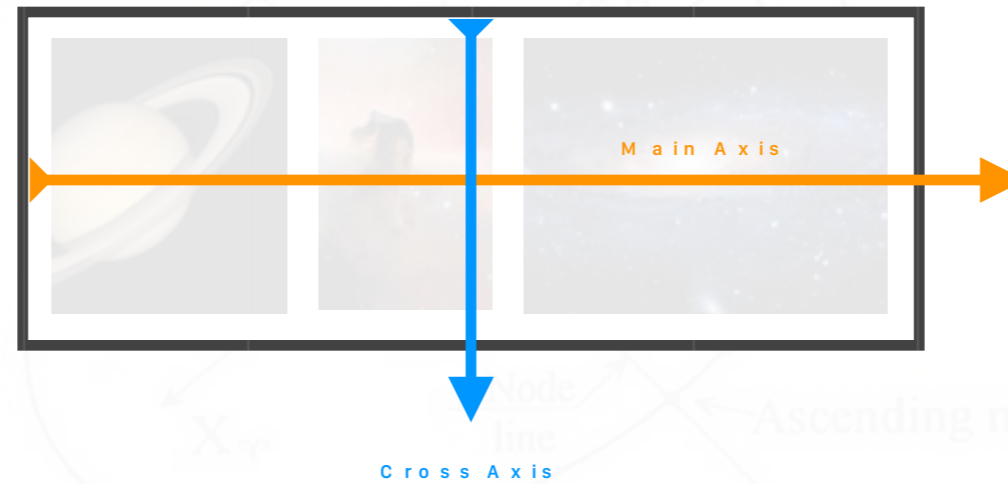 Main Axis
Node
X ♈
Ascending
line
Cross Axis